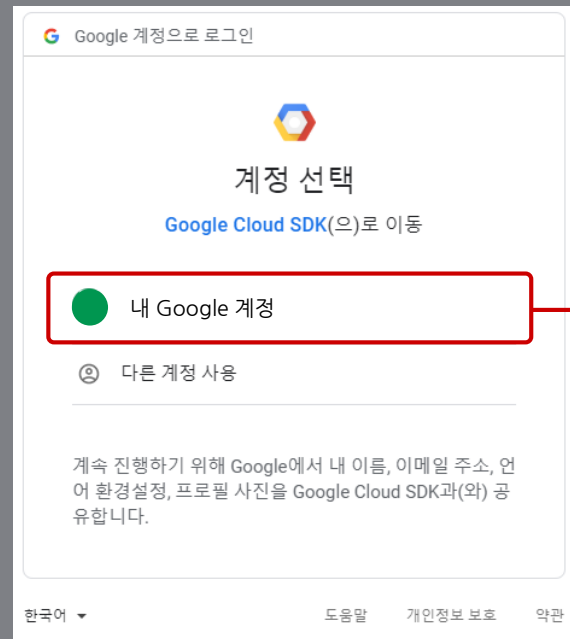 Google 계정으로 로그인
계정 선택
Google Cloud SDK(으)로 이동
내 Google 계정
다른 계정 사용
계속 진행하기 위해 Google에서 내 이름, 이메일 주소, 언
어 환경설정, 프로필 사진을 Google Cloud SDK과(와) 공
유합니다.
한국어 도움말 개인정보 보호 약관